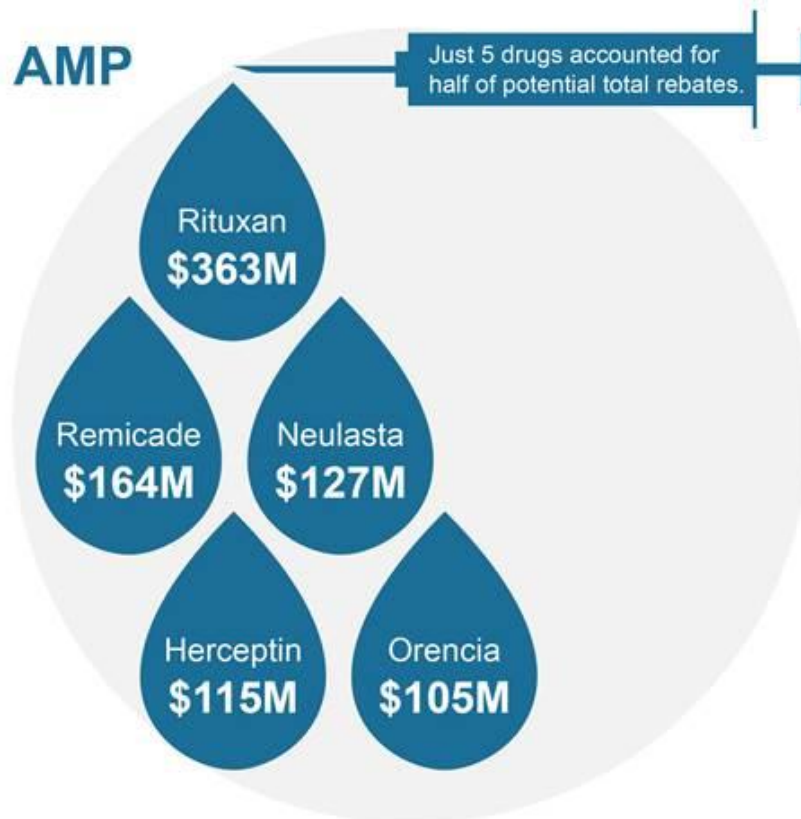 AMP
Just 5 drugs accounted for
half of potential total rebates.
Rituxan
$363M
Remicade
$164M
Neulasta
$127M
Herceptin
$115M
Orencia
$105M